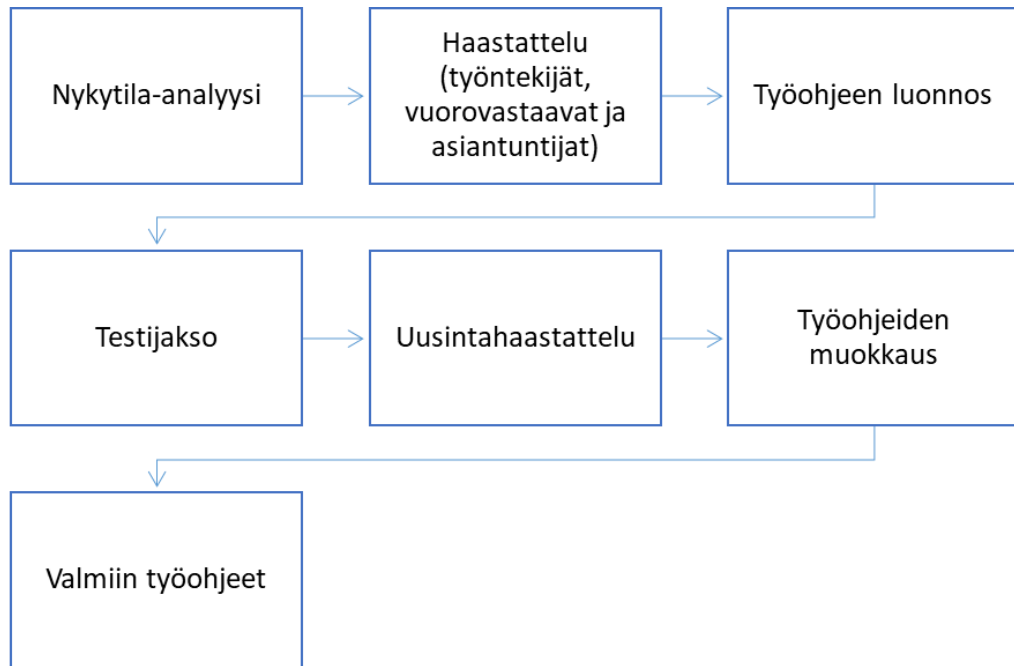 Nykytila-analyysi
Haastattelu
(työntekijät,
vuorovastaavat ja
asiantuntijat)
Työohjeen luonnos
Testijakso
Uusintahaastattelu
Työohjeiden
muokkaus
Valmiin työohjeet